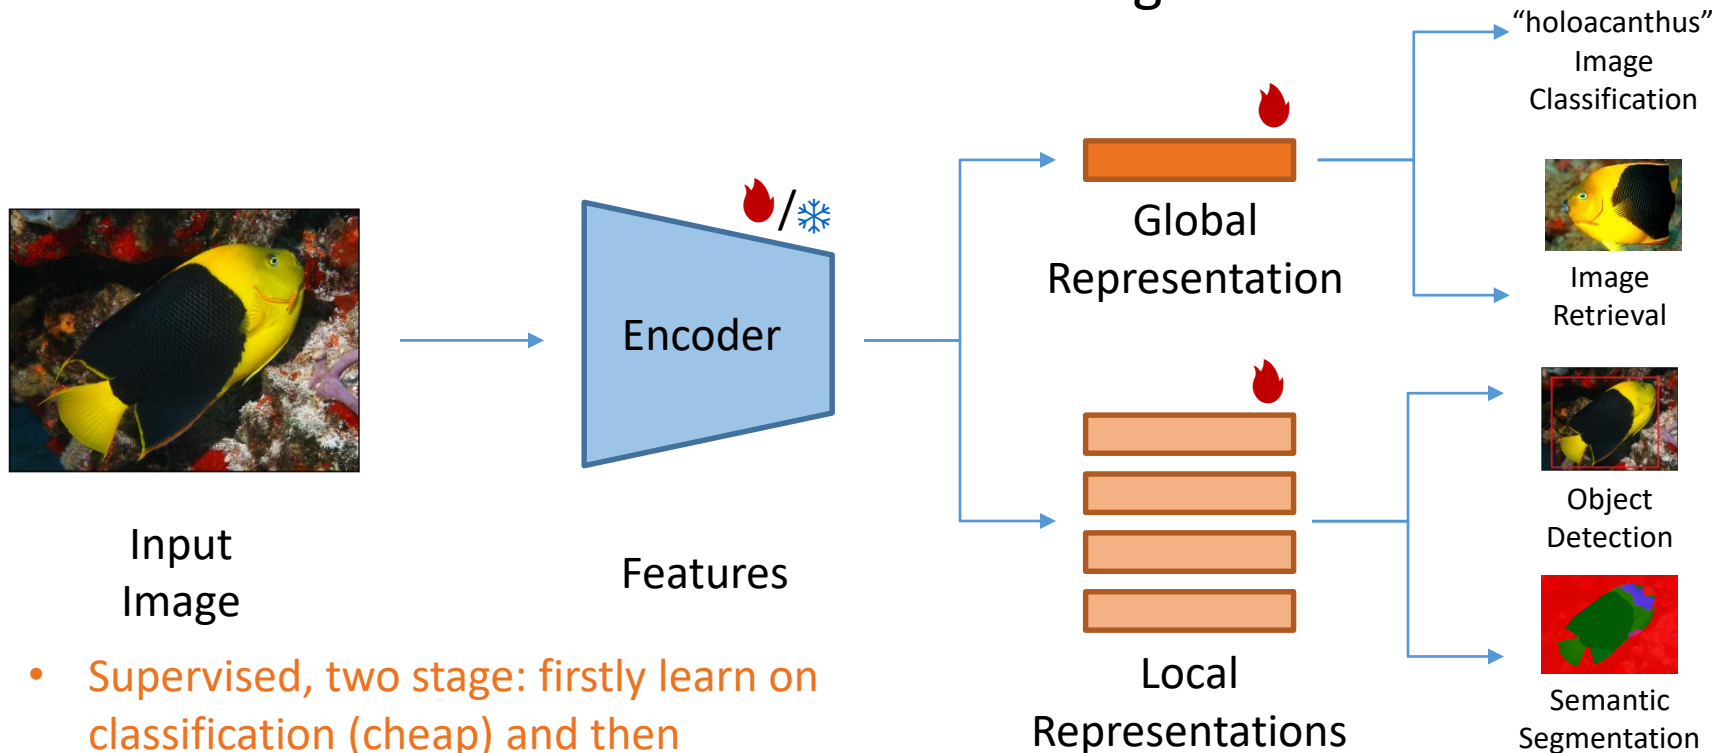 g
“holoacanthus”
Image
Classification
Global
Representation
Image
Retrieval
Encoder
Object
Detection
Input
Image
Features
Local
Representations
Semantic
Segmentation
• Supervised, two stage: firstly learn on
classification (cheap) and then
/